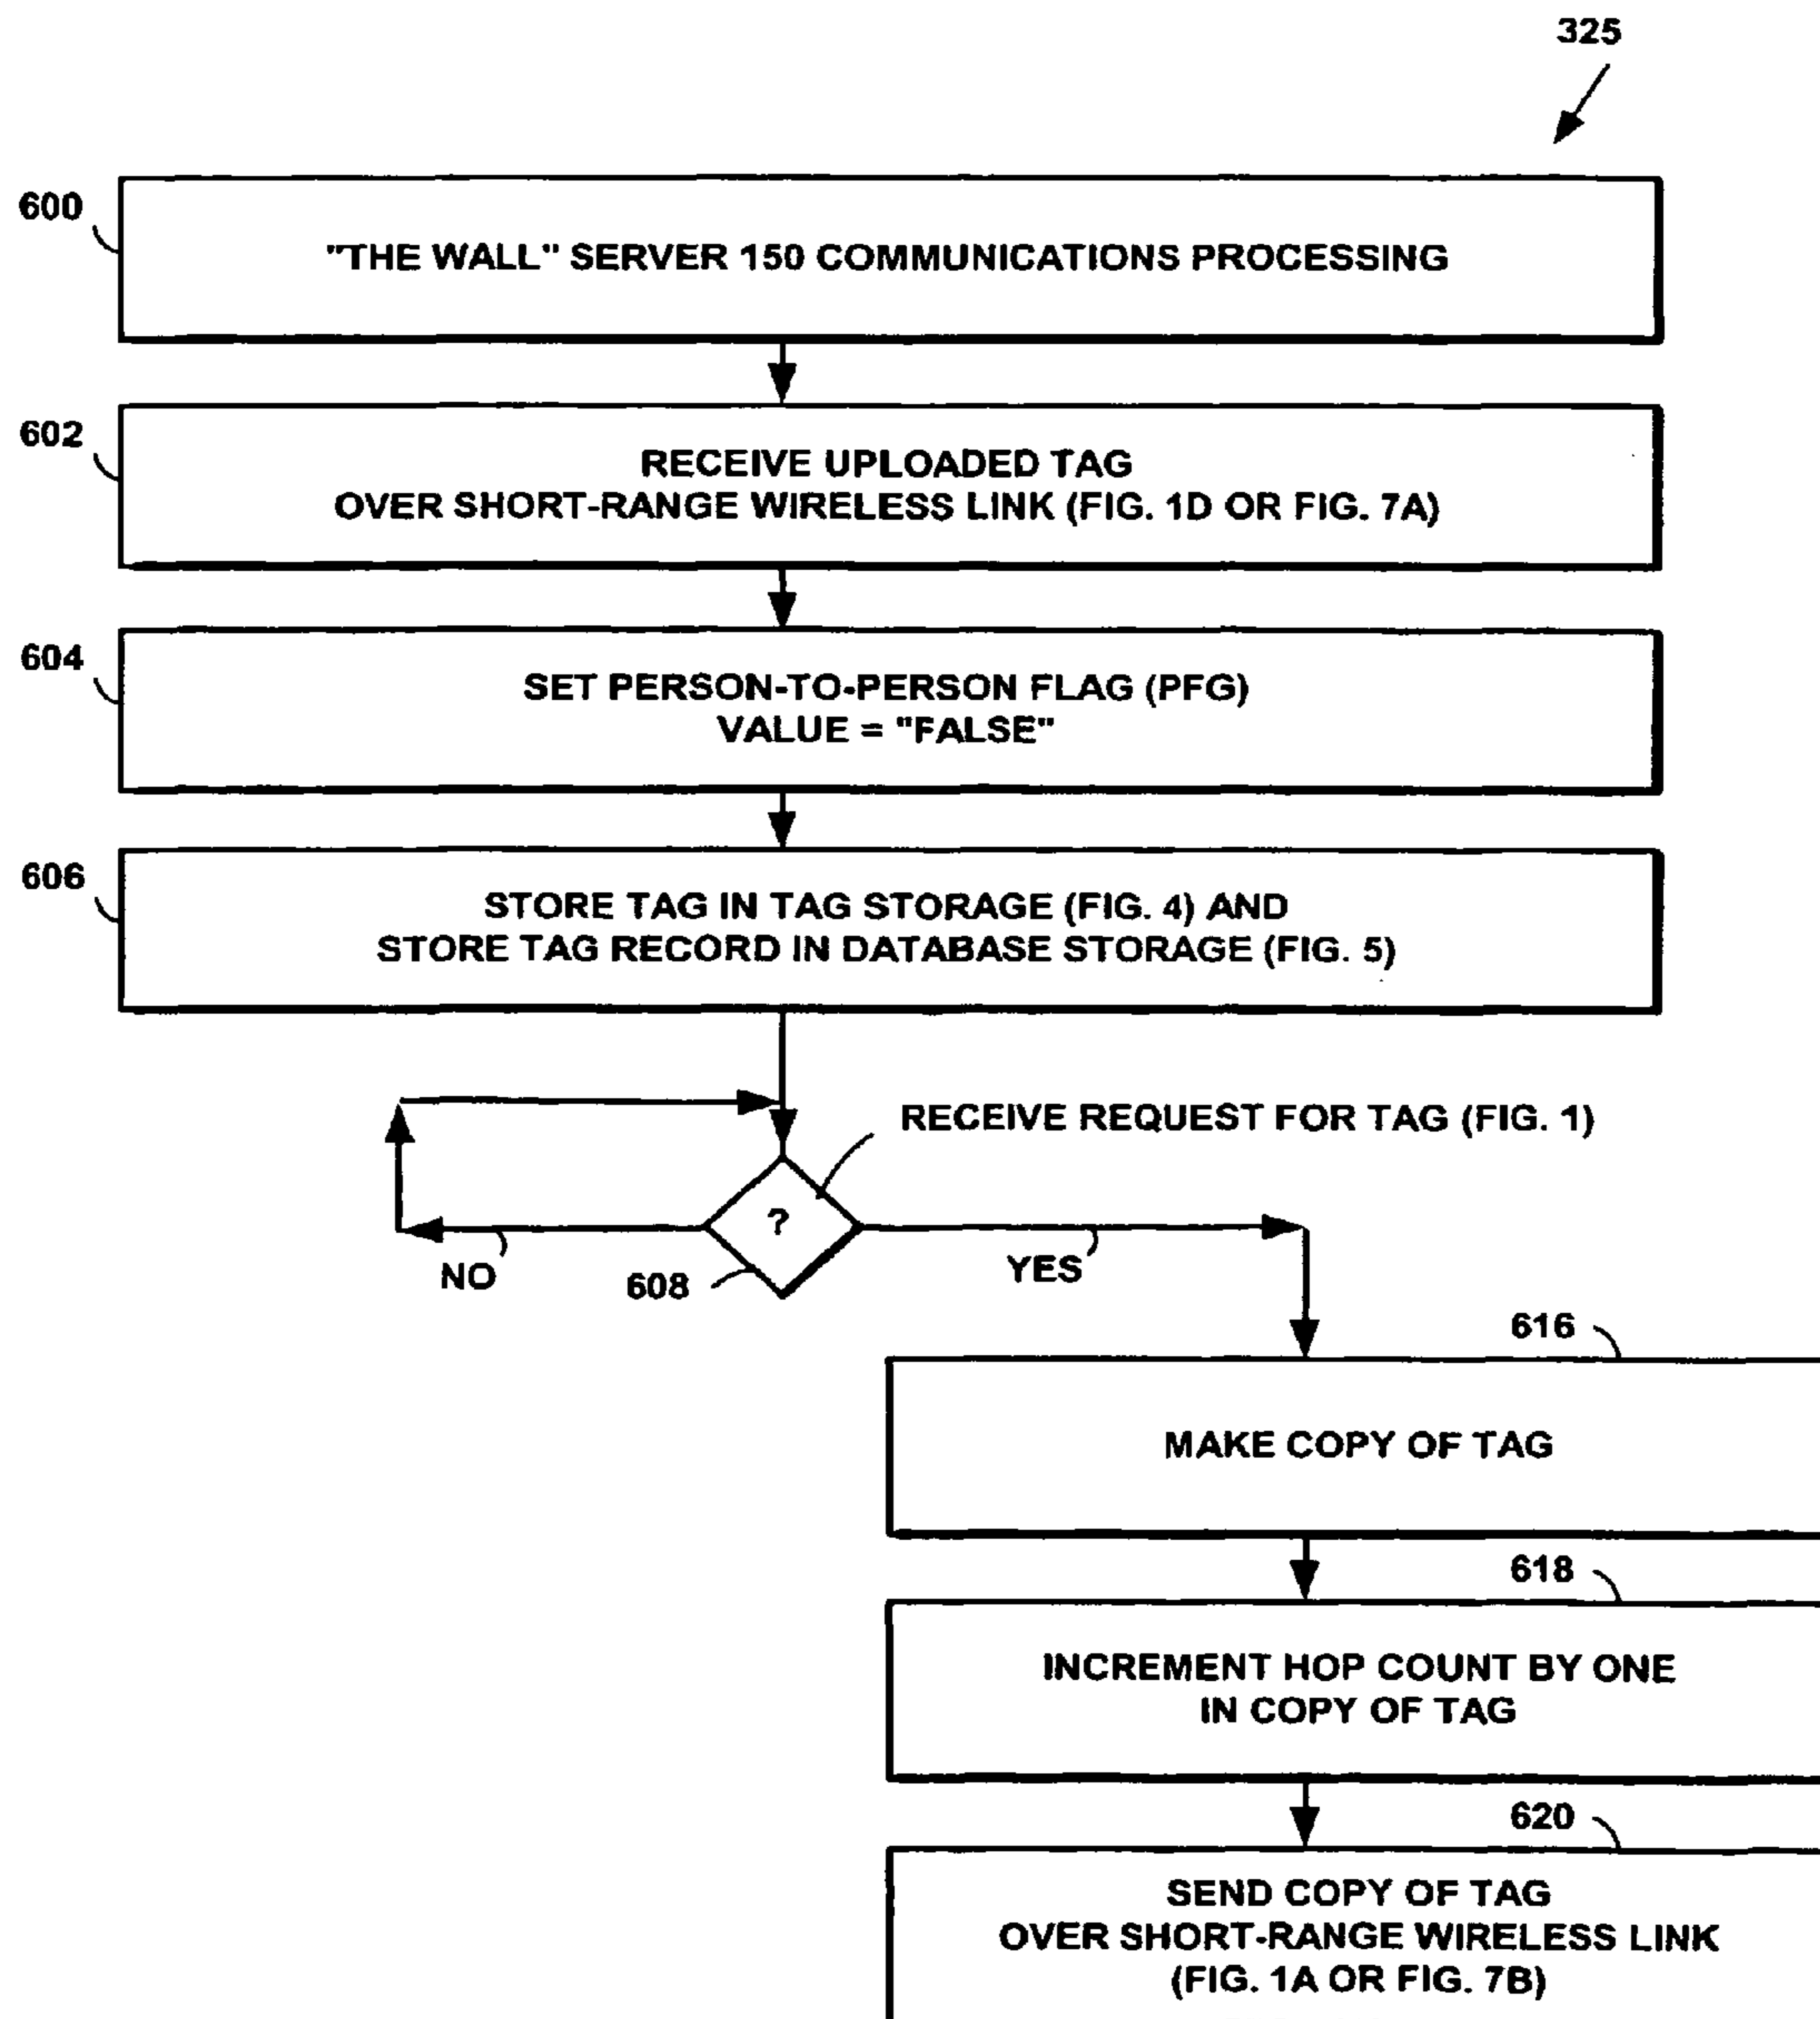 325
600
"THE WALL" SERVER 150 COMMUNICATIONS PROCESSING
602
RECEIVE UPLOADED TAG
OVER SHORT-RANGE WIRELESS LINK (FIG. 1D OR FIG. 7A)
604
SET PERSON-TO-PERSON FLAG (PFG)
VALUE = "FALSE"
606
STORE TAG IN TAG STORAGE (FIG. 4) AND
STORE TAG RECORD IN DATABASE STORAGE (FIG. 5)
RECEIVE REQUEST FOR TAG (FIG. 1)
?
NO
608
YES
616
MAKE COPY OF TAG
618
INCREMENT HOP COUNT BY ONE
IN COPY OF TAG
620
SEND COPY OF TAG
OVER SHORT-RANGE WIRELESS LINK
(FIG. 1A OR FIG. 7B)